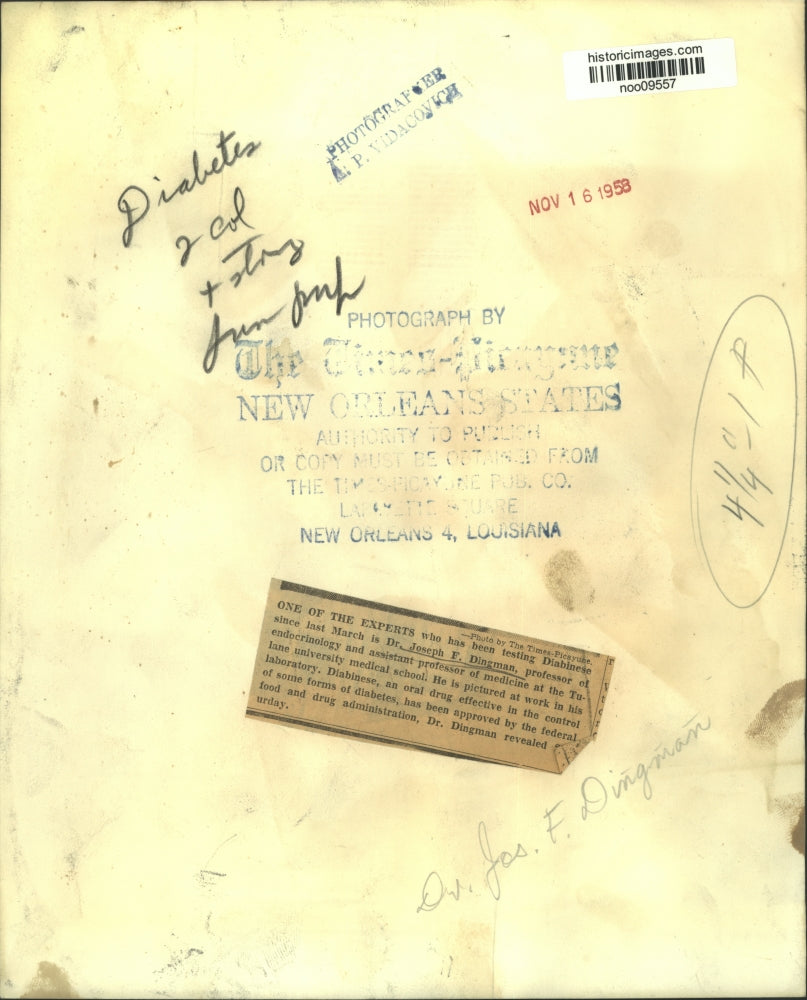 historicimages.com
noo09557
PHOTOGRAPHER
A. P. VIDACOVICH
NOV 16 1958
Diabetes
2 col
+ string
PHOTOGRAPH BY
The Times-Picayune
NEW ORLEANS STATES
AUTHORITY TO PUBLISH
OR COPY MUST BE OBTAINED FROM
THE TIMES-PICAYUNE PUB. CO.
LAFAYETTE SQUARE
NEW ORLEANS 4, LOUISIANA
—Photo by The Times-Picayune.
ONE OF THE EXPERTS who has been testing Diabinese
since last March is Dr. Joseph F. Dingman, professor of
endocrinology and assistant professor of medicine at the Tu-
lane university medical school. He is pictured at work in his
laboratory. Diabinese, an oral drug effective in the control
of some forms of diabetes, has been approved by the federal
food and drug administration, Dr. Dingman revealed
urday.
Dr. Jos. F. Dingman